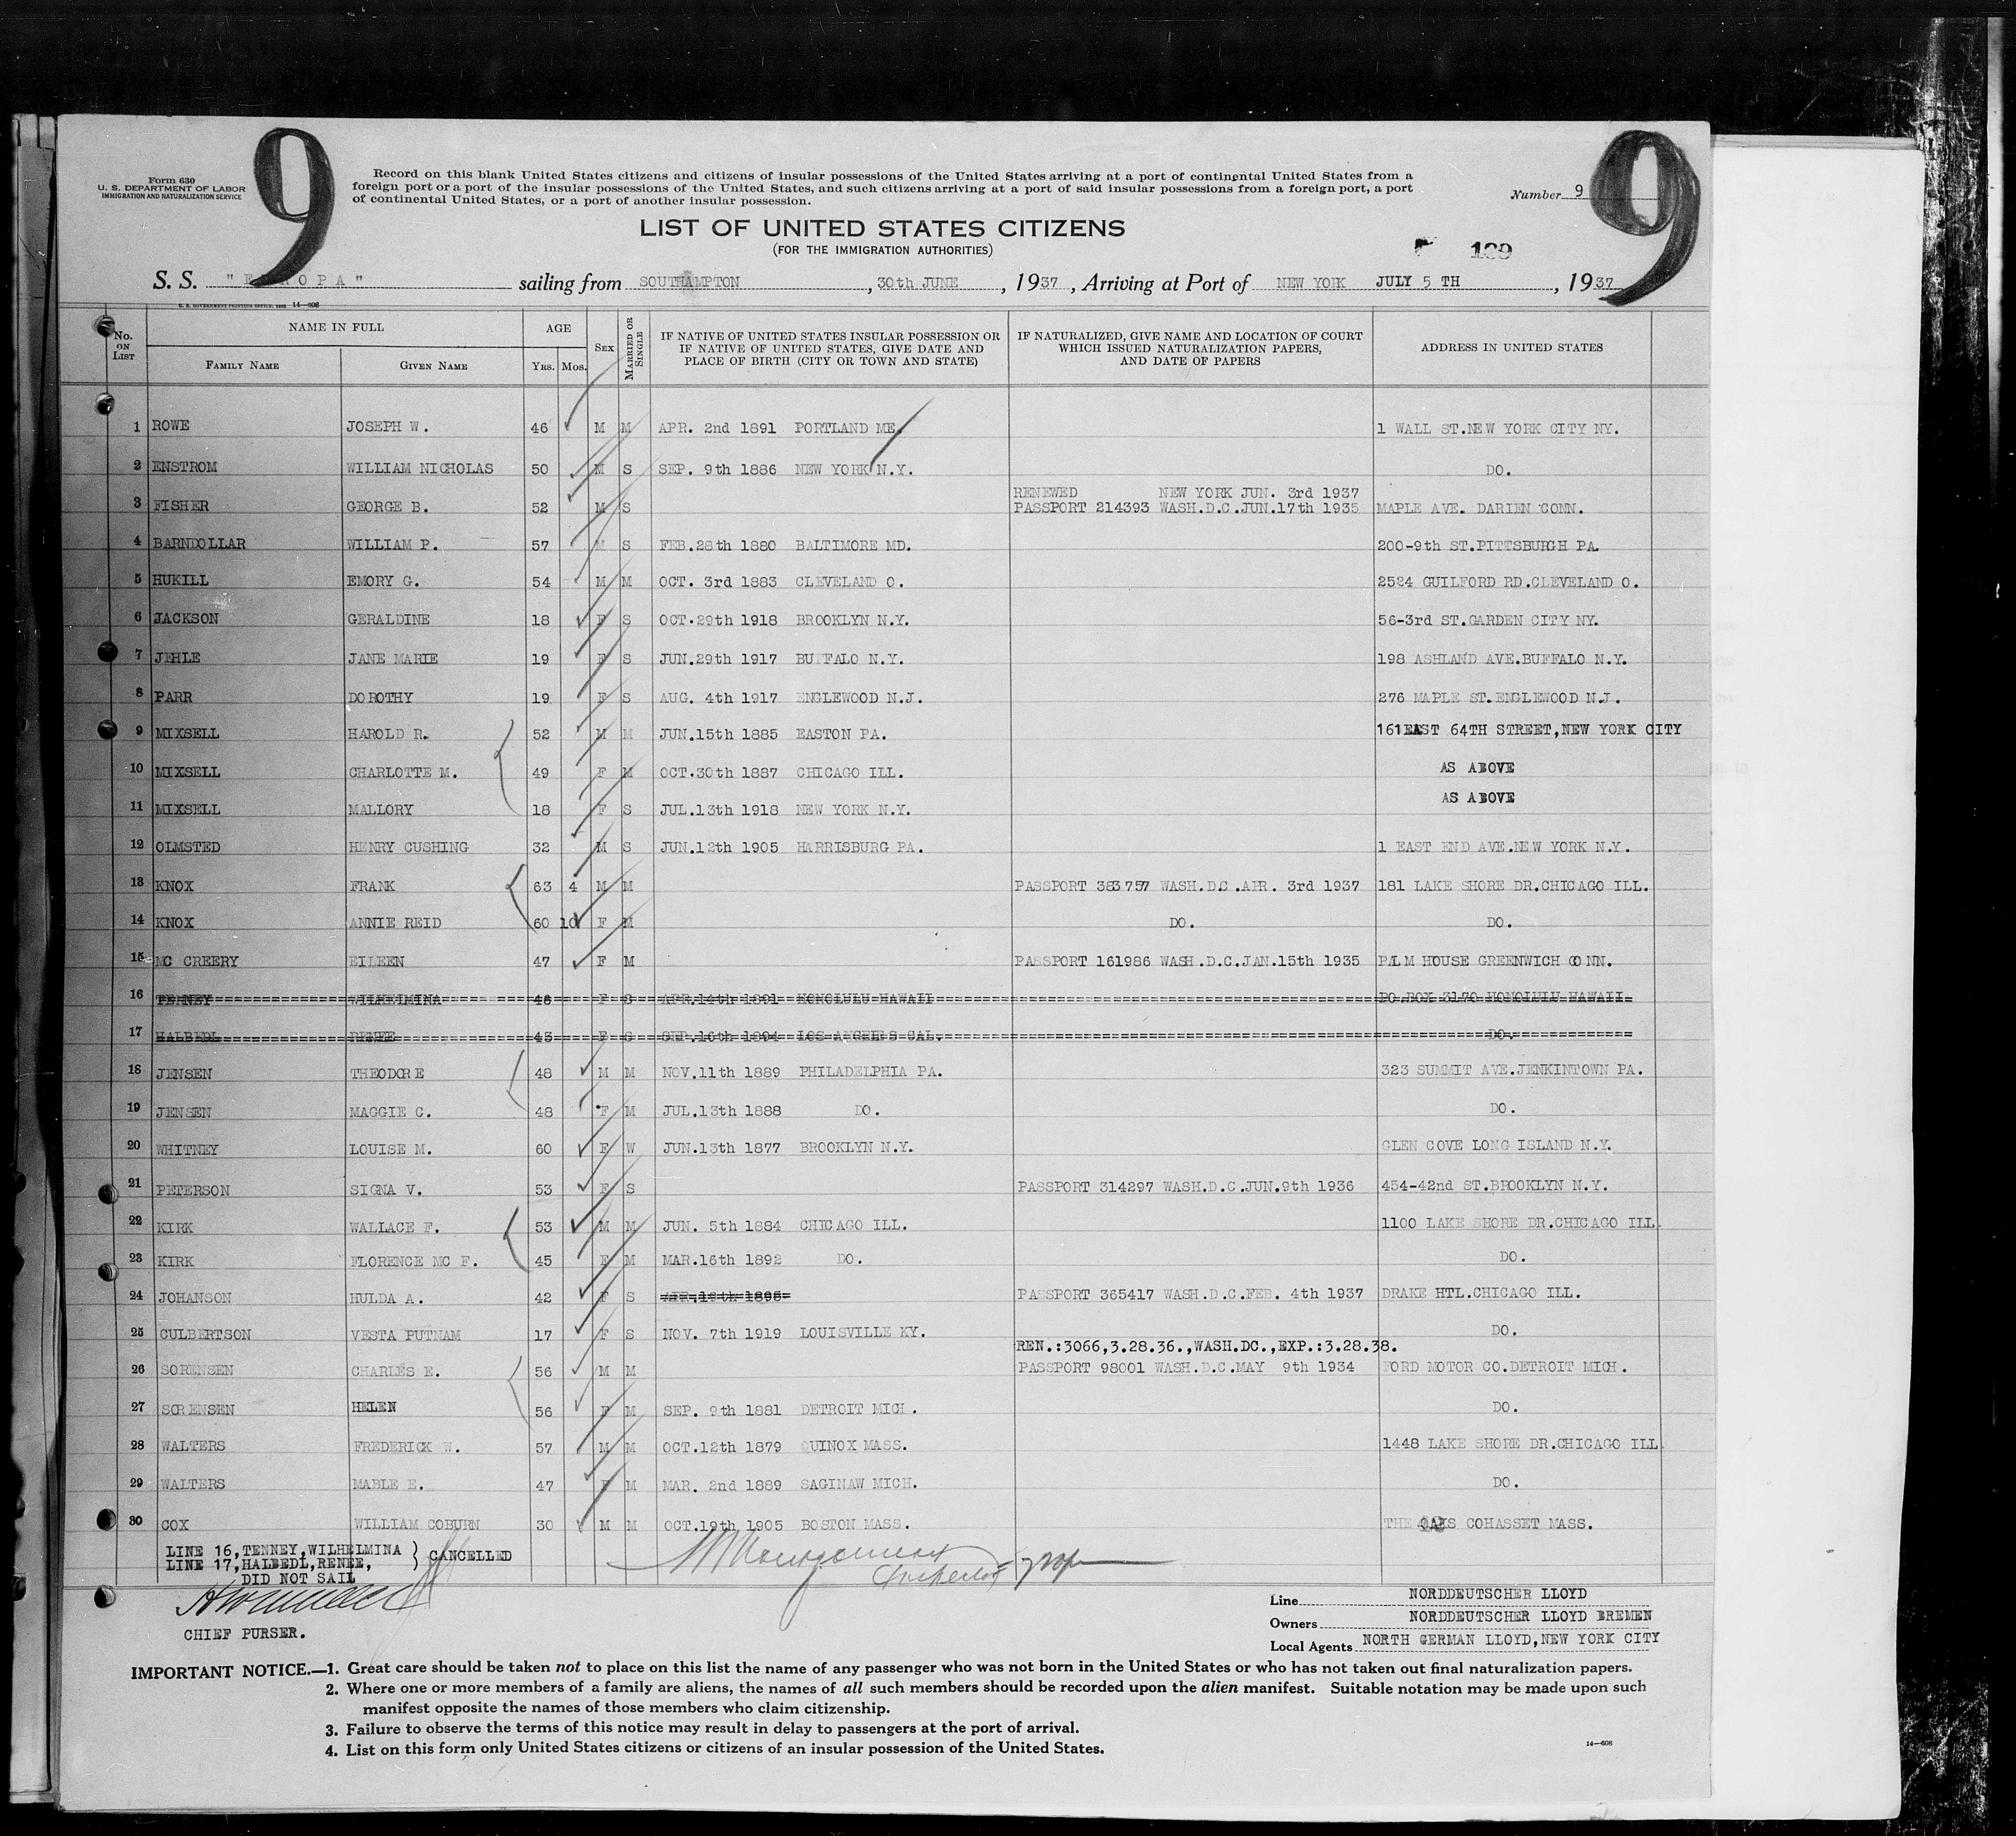 9 9
Form 630
U. S. DEPARTMENT OF LABOR
IMMIGRATION AND NATURALIZATION SERVICE
Record on this blank United States citizens and citizens of insular possessions of the United States arriving at a port of continental United States from a
foreign port or a port of the insular possessions of the United States, and such citizens arriving at a port of said insular possessions from a foreign port, a port
of continental United States, or a port of another insular possession.
Number 9
LIST OF UNITED STATES CITIZENS
(FOR THE IMMIGRATION AUTHORITIES)
189
S. S. "EUROPA" sailing from SOUTHAMPTON, 30th JUNE, 1937, Arriving at Port of NEW YORK JULY 5 TH, 1937
U. S. GOVERNMENT PRINTING OFFICE: 14—608
No. ON LIST NAME IN FULL FAMILY NAME GIVEN NAME AGE YRS. MOS. SEX MARRIED OR SINGLE IF NATIVE OF UNITED STATES INSULAR POSSESSION OR IF NATIVE OF UNITED STATES, GIVE DATE AND PLACE OF BIRTH (CITY OR TOWN AND STATE) IF NATURALIZED, GIVE NAME AND LOCATION OF COURT WHICH ISSUED NATURALIZATION PAPERS, AND DATE OF PAPERS ADDRESS IN UNITED STATES
1 ROWE JOSEPH W. 46 M M APR. 2nd 1891 PORTLAND ME. 1 WALL ST.NEW YORK CITY NY.
2 ENSTROM WILLIAM NICHOLAS 50 M S SEP. 9th 1886 NEW YORK N.Y. DO.
RENEWED NEW YORK JUN. 3rd 1937
3 FISHER GEORGE B. 52 M S PASSPORT 214393 WASH.D.C.JUN.17th 1935 MAPLE AVE. DARIEN CONN.
4 BARNDOLLAR WILLIAM P. 57 M S FEB.28th 1880 BALTIMORE MD. 200-9th ST.PITTSBURGH PA.
5 HUKILL EMORY G. 54 M M OCT. 3rd 1883 CLEVELAND O. 2524 GUILFORD RD.CLEVELAND O.
6 JACKSON GERALDINE 18 F S OCT.29th 1918 BROOKLYN N.Y. 56-3rd ST.GARDEN CITY NY.
7 JEHLE JANE MARIE 19 F S JUN.29th 1917 BUFFALO N.Y. 198 ASHLAND AVE.BUFFALO N.Y.
8 PARR DOROTHY 19 F S AUG. 4th 1917 ENGLEWOOD N.J. 276 MAPLE ST.ENGLEWOOD N.J.
9 MIXSELL HAROLD R. 52 M M JUN.15th 1885 EASTON PA. 161EAST 64TH STREET,NEW YORK CITY
10 MIXSELL CHARLOTTE M. 49 F M OCT.30th 1887 CHICAGO ILL. AS ABOVE
11 MIXSELL MALLORY 18 F S JUL.13th 1918 NEW YORK N.Y. AS ABOVE
12 OLMSTED HENRY CUSHING 32 M S JUN.12th 1905 HARRISBURG PA. 1 EAST END AVE.NEW YORK N.Y.
13 KNOX FRANK 63 4 M M PASSPORT 383757 WASH.D.C.APR. 3rd 1937 181 LAKE SHORE DR.CHICAGO ILL.
14 KNOX ANNIE REID 60 10 F M DO. DO.
15 MC CREERY EILEEN 47 F M PASSPORT 161986 WASH.D.C.JAN.15th 1935 PALM HOUSE GREENWICH CONN.
16 TENNEY WILHELMINA 46 F S APR.14th 1891 HONOLULU HAWAII PO.BOX 3170 HONOLULU HAWAII
17 HALBEDL RENEE 43 F S SEP.16th 1894 LOS ANGELES CAL. DO.
18 JENSEN THEODORE 48 M M NOV.11th 1889 PHILADELPHIA PA. 323 SUMMIT AVE.JENKINTOWN PA.
19 JENSEN MAGGIE C. 48 F M JUL.13th 1888 DO. DO.
20 WHITNEY LOUISE M. 60 F W JUN.13th 1877 BROOKLYN N.Y. GLEN COVE LONG ISLAND N.Y.
21 PETERSON SIGNA V. 53 F S PASSPORT 314297 WASH.D.C.JUN.9th 1936 454-42nd ST.BROOKLYN N.Y.
22 KIRK WALLACE F. 53 M M JUN. 5th 1884 CHICAGO ILL. 1100 LAKE SHORE DR.CHICAGO ILL.
23 KIRK FLORENCE MC F. 45 F M MAR.16th 1892 DO. DO.
24 JOHANSON HULDA A. 42 F S PASSPORT 365417 WASH.D.C.FEB. 4th 1937 DRAKE HTL.CHICAGO ILL.
25 CULBERTSON VESTA PUTNAM 17 F S NOV. 7th 1919 LOUISVILLE KY. DO.
REN.:3066,3.28.36.,WASH.DC.,EXP.:3.28.38.
26 SORENSEN CHARLES E. 56 M M PASSPORT 98001 WASH.D.C.MAY 9th 1934 FORD MOTOR CO.DETROIT MICH.
27 SORENSEN HELEN 56 F M SEP. 9th 1881 DETROIT MICH. DO.
28 WALTERS FREDERICK W. 57 M M OCT.12th 1879 QUINOX MASS. 1448 LAKE SHORE DR.CHICAGO ILL.
29 WALTERS MABLE E. 47 F M MAR. 2nd 1889 SAGINAW MICH. DO.
30 COX WILLIAM COBURN 30 M M OCT.19th 1905 BOSTON MASS. THE OAKS COHASSET MASS.
LINE 16,TENNEY,WILHELMINA )
LINE 17,HALBEDL,RENEE, ) CANCELLED
DID NOT SAIL
Montgomery
Inspector
CHIEF PURSER.
Line NORDDEUTSCHER LLOYD
Owners NORDDEUTSCHER LLOYD BREMEN
Local Agents NORTH GERMAN LLOYD,NEW YORK CITY
IMPORTANT NOTICE.—1. Great care should be taken not to place on this list the name of any passenger who was not born in the United States or who has not taken out final naturalization papers.
2. Where one or more members of a family are aliens, the names of all such members should be recorded upon the alien manifest. Suitable notation may be made upon such
manifest opposite the names of those members who claim citizenship.
3. Failure to observe the terms of this notice may result in delay to passengers at the port of arrival.
4. List on this form only United States citizens or citizens of an insular possession of the United States.
14—608